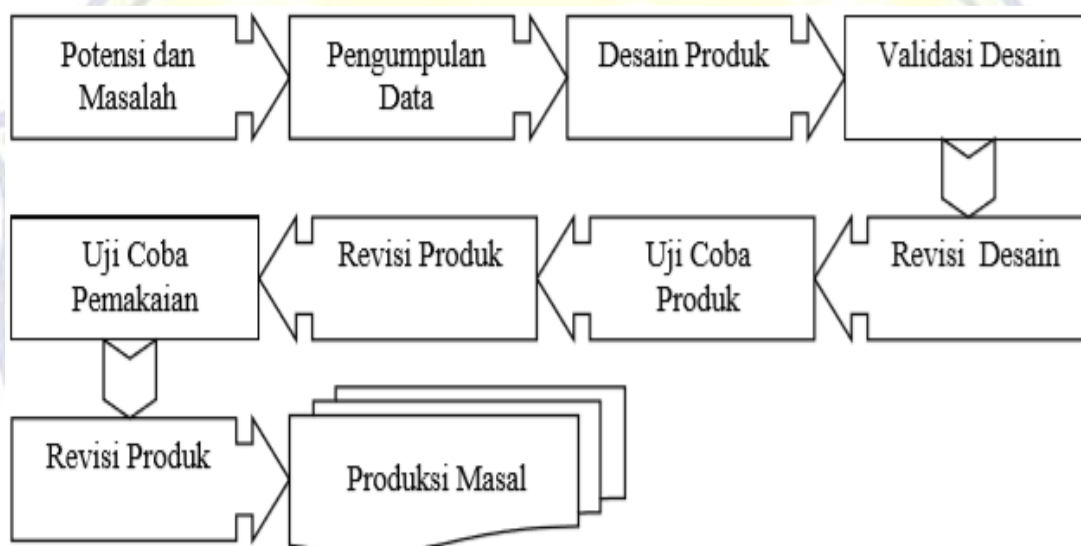 Potensi dan
Masalah
Pengumpulan
Data
Desain Produk
Validasi Desain
Revisi Desain
Uji Coba
Produk
Revisi Produk
Uji Coba
Pemakaian
Revisi Produk
Produksi Masal